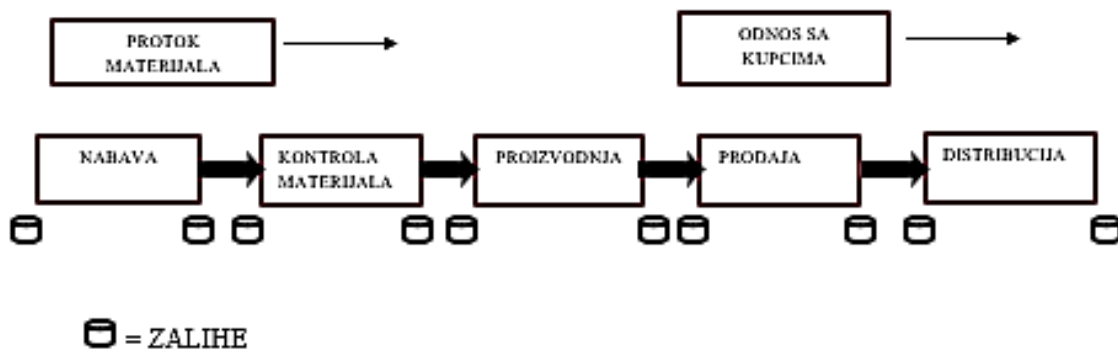 PROTOK
MATERIJALA
ODNOS SA
KUPCIMA
NABAVA
KONTROLA
MATERIJALA
PROIZVODNJA
PRODAJA
DISTRIBUCIJA
= ZALIHE